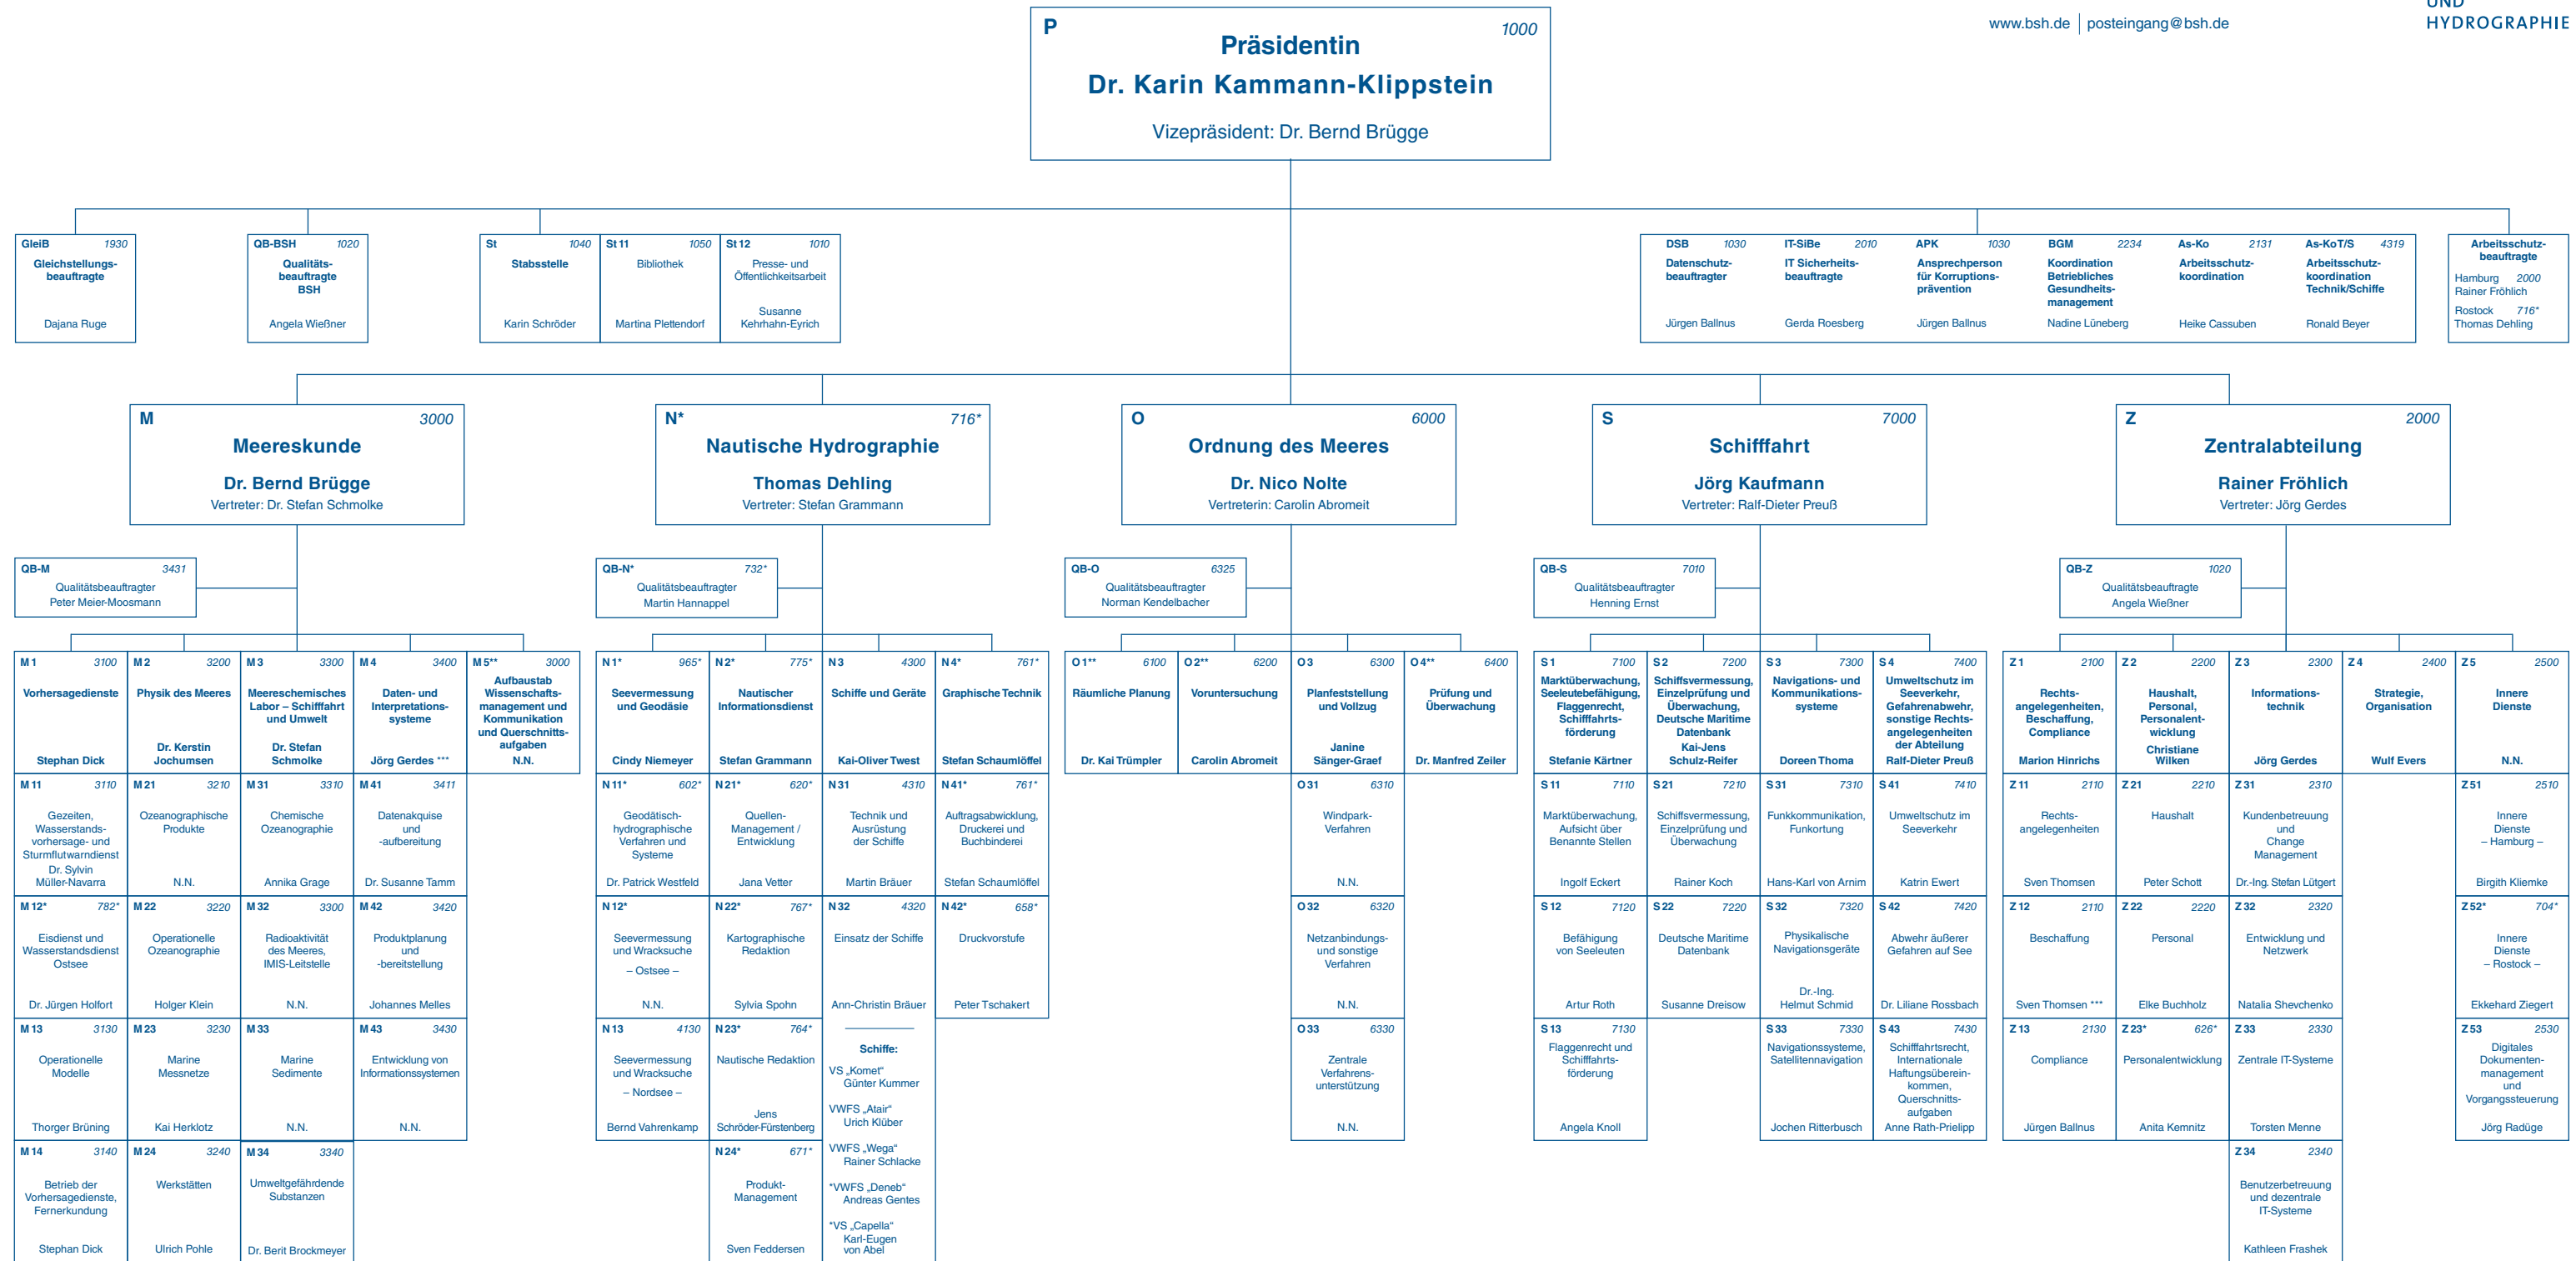 UND
HYDROGRAPHIE
www.bsh.de | posteingang@bsh.de
P 1000
Präsidentin
Dr. Karin Kammann-Klippstein
Vizepräsident: Dr. Bernd Brügge
GleiB 1930
Gleichstellungs-
beauftragte
Dajana Ruge
QB-BSH 1020
Qualitäts-
beauftragte
BSH
Angela Wießner
St 1040
Stabsstelle
Karin Schröder
St 11 1050
Bibliothek
Martina Plettendorf
St 12 1010
Presse- und
Öffentlichkeitsarbeit
Susanne
Kehrhahn-Eyrich
DSB 1030
Datenschutz-
beauftragter
Jürgen Ballnus
IT-SiBe 2010
IT Sicherheits-
beauftragte
Gerda Roesberg
APK 1030
Ansprechperson
für Korruptions-
prävention
Jürgen Ballnus
BGM 2234
Koordination
Betriebliches
Gesundheits-
management
Nadine Lüneberg
As-Ko 2131
Arbeitsschutz-
koordination
Heike Cassuben
As-KoT/S 4319
Arbeitsschutz-
koordination
Technik/Schiffe
Ronald Beyer
Arbeitsschutz-
beauftragte
Hamburg 2000
Rainer Fröhlich
Rostock 716*
Thomas Dehling
M 3000
Meereskunde
Dr. Bernd Brügge
Vertreter: Dr. Stefan Schmolke
N* 716*
Nautische Hydrographie
Thomas Dehling
Vertreter: Stefan Grammann
O 6000
Ordnung des Meeres
Dr. Nico Nolte
Vertreterin: Carolin Abromeit
S 7000
Schifffahrt
Jörg Kaufmann
Vertreter: Ralf-Dieter Preuß
Z 2000
Zentralabteilung
Rainer Fröhlich
Vertreter: Jörg Gerdes
QB-M 3431
Qualitätsbeauftragter
Peter Meier-Moosmann
QB-N* 732*
Qualitätsbeauftragter
Martin Hannappel
QB-O 6325
Qualitätsbeauftragter
Norman Kendelbacher
QB-S 7010
Qualitätsbeauftragter
Henning Ernst
QB-Z 1020
Qualitätsbeauftragte
Angela Wießner
M 1 3100
Vorhersagedienste
Stephan Dick
M 2 3200
Physik des Meeres
Dr. Kerstin
Jochumsen
M 3 3300
Meereschemisches
Labor – Schifffahrt
und Umwelt
Dr. Stefan
Schmolke
M 4 3400
Daten- und
Interpretations-
systeme
Jörg Gerdes ***
M 5** 3000
Aufbaustab
Wissenschafts-
management und
Kommunikation
und Querschnitts-
aufgaben
N.N.
N 1* 965*
Seevermessung
und Geodäsie
Cindy Niemeyer
N 2* 775*
Nautischer
Informationsdienst
Stefan Grammann
N 3 4300
Schiffe und Geräte
Kai-Oliver Twest
N 4* 761*
Graphische Technik
Stefan Schaumlöffel
O 1** 6100
Räumliche Planung
Dr. Kai Trümpler
O 2** 6200
Voruntersuchung
Carolin Abromeit
O 3 6300
Planfeststellung
und Vollzug
Janine
Sänger-Graef
O 4** 6400
Prüfung und
Überwachung
Dr. Manfred Zeiler
S 1 7100
Marktüberwachung,
Seeleutebefähigung,
Flaggenrecht,
Schifffahrts-
förderung
Stefanie Kärtner
S 2 7200
Schiffsvermessung,
Einzelprüfung und
Überwachung,
Deutsche Maritime
Datenbank
Kai-Jens
Schulz-Reifer
S 3 7300
Navigations- und
Kommunikations-
systeme
Doreen Thoma
S 4 7400
Umweltschutz im
Seeverkehr,
Gefahrenabwehr,
sonstige Rechts-
angelegenheiten
der Abteilung
Ralf-Dieter Preuß
Z 1 2100
Rechts-
angelegenheiten,
Beschaffung,
Compliance
Marion Hinrichs
Z 2 2200
Haushalt,
Personal,
Personalent-
wicklung
Christiane
Wilken
Z 3 2300
Informations-
technik
Jörg Gerdes
Z 4 2400
Strategie,
Organisation
Wulf Evers
Z 5 2500
Innere
Dienste
N.N.
M 11 3110
Gezeiten,
Wasserstands-
vorhersage- und
Sturmflutwarndienst
Dr. Sylvin
Müller-Navarra
M 21 3210
Ozeanographische
Produkte
N.N.
M 31 3310
Chemische
Ozeanographie
Annika Grage
M 41 3411
Datenakquise
und
-aufbereitung
Dr. Susanne Tamm
N 11* 602*
Geodätisch-
hydrographische
Verfahren und
Systeme
Dr. Patrick Westfeld
N 21* 620*
Quellen-
Management /
Entwicklung
Jana Vetter
N 31 4310
Technik und
Ausrüstung
der Schiffe
Martin Bräuer
N 41* 761*
Auftragsabwicklung,
Druckerei und
Buchbinderei
Stefan Schaumlöffel
O 31 6310
Windpark-
Verfahren
N.N.
S 11 7110
Marktüberwachung,
Aufsicht über
Benannte Stellen
Ingolf Eckert
S 21 7210
Schiffsvermessung,
Einzelprüfung und
Überwachung
Rainer Koch
S 31 7310
Funkkommunikation,
Funkortung
Hans-Karl von Arnim
S 41 7410
Umweltschutz im
Seeverkehr
Katrin Ewert
Z 11 2110
Rechts-
angelegenheiten
Sven Thomsen
Z 21 2210
Haushalt
Peter Schott
Z 31 2310
Kundenbetreuung
und
Change
Management
Dr.-Ing. Stefan Lütgert
Z 51 2510
Innere
Dienste
– Hamburg –
Birgith Kliemke
M 12* 782*
Eisdienst und
Wasserstandsdienst
Ostsee
Dr. Jürgen Holfort
M 22 3220
Operationelle
Ozeanographie
Holger Klein
M 32 3300
Radioaktivität
des Meeres,
IMIS-Leitstelle
N.N.
M 42 3420
Produktplanung
und
-bereitstellung
Johannes Melles
N 12*
Seevermessung
und Wracksuche
– Ostsee –
N.N.
N 22* 767*
Kartographische
Redaktion
Sylvia Spohn
N 32 4320
Einsatz der Schiffe
Ann-Christin Bräuer
N 42* 658*
Druckvorstufe
Peter Tschakert
O 32 6320
Netzanbindungs-
und sonstige
Verfahren
N.N.
S 12 7120
Befähigung
von Seeleuten
Artur Roth
S 22 7220
Deutsche Maritime
Datenbank
Susanne Dreisow
S 32 7320
Physikalische
Navigationsgeräte
Dr.-Ing.
Helmut Schmid
S 42 7420
Abwehr äußerer
Gefahren auf See
Dr. Liliane Rossbach
Z 12 2110
Beschaffung
Sven Thomsen ***
Z 22 2220
Personal
Elke Buchholz
Z 32 2320
Entwicklung und
Netzwerk
Natalia Shevchenko
Z 52* 704*
Innere
Dienste
– Rostock –
Ekkehard Ziegert
M 13 3130
Operationelle
Modelle
Thorger Brüning
M 23 3230
Marine
Messnetze
Kai Herklotz
M 33
Marine
Sedimente
N.N.
M 43 3430
Entwicklung von
Informationssystemen
N.N.
N 13 4130
Seevermessung
und Wracksuche
– Nordsee –
Bernd Vahrenkamp
N 23* 764*
Nautische Redaktion
Jens
Schröder-Fürstenberg
Schiffe:
VS „Komet“
Günter Kummer
VWFS „Atair“
Urich Klüber
VWFS „Wega“
Rainer Schlacke
*VWFS „Deneb“
Andreas Gentes
*VS „Capella“
Karl-Eugen
von Abel
O 33 6330
Zentrale
Verfahrens-
unterstützung
N.N.
S 13 7130
Flaggenrecht und
Schifffahrts-
förderung
Angela Knoll
S 33 7330
Navigationssysteme,
Satellitennavigation
Jochen Ritterbusch
S 43 7430
Schifffahrtsrecht,
Internationale
Haftungsüberein-
kommen,
Querschnitts-
aufgaben
Anne Rath-Prielipp
Z 13 2130
Compliance
Jürgen Ballnus
Z 23* 626*
Personalentwicklung
Anita Kemnitz
Z 33 2330
Zentrale IT-Systeme
Torsten Menne
Z 53 2530
Digitales
Dokumenten-
management
und
Vorgangssteuerung
Jörg Radüge
M 14 3140
Betrieb der
Vorhersagedienste,
Fernerkundung
Stephan Dick
M 24 3240
Werkstätten
Ulrich Pohle
M 34 3340
Umweltgefährdende
Substanzen
Dr. Berit Brockmeyer
N 24* 671*
Produkt-
Management
Sven Feddersen
Z 34 2340
Benutzerbetreuung
und dezentrale
IT-Systeme
Kathleen Frashek